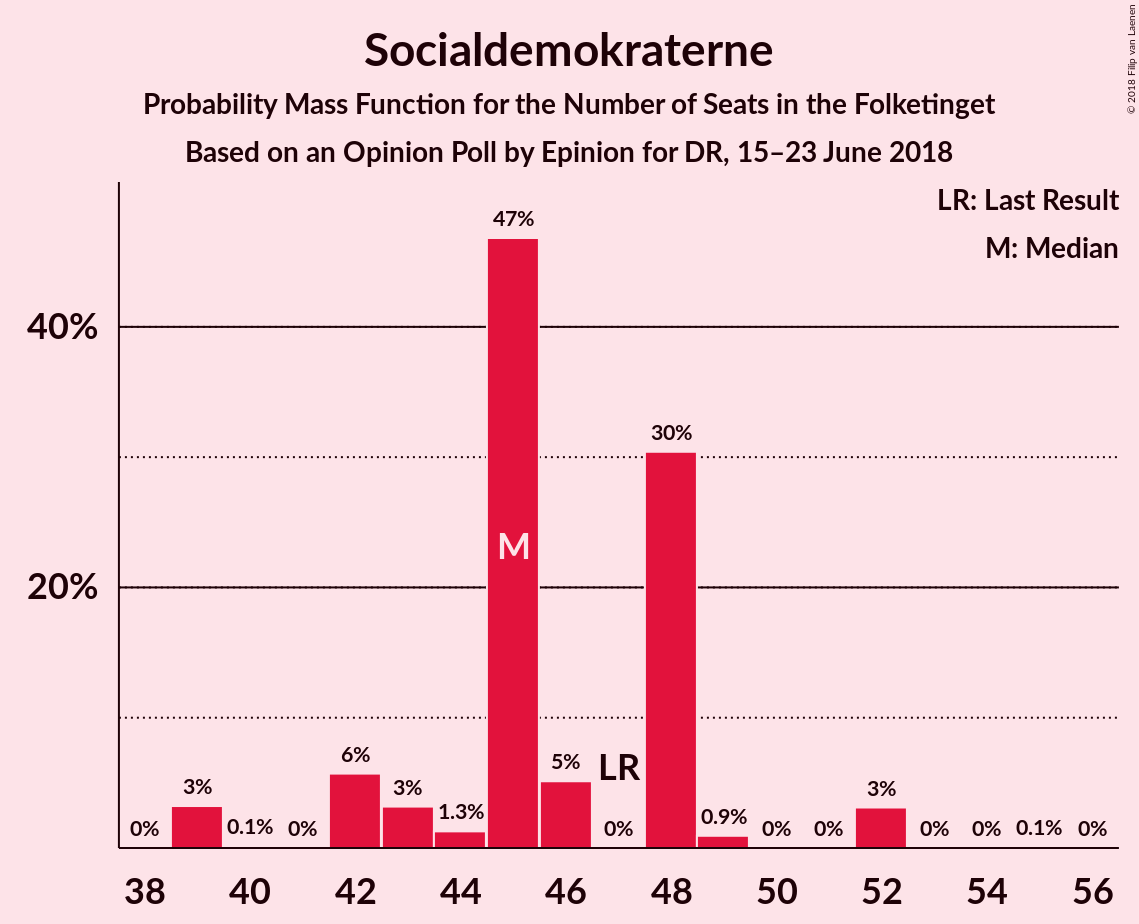 Socialdemokraterne
Probability Mass Function for the Number of Seats in the Folketinget
Based on an Opinion Poll by Epinion for DR, 15–23 June 2018
© 2018 Filip van Laenen
LR: Last Result
M: Median
40%
20%
0%
3%
0.1%
0%
6%
3%
1.3%
47%
M
5%
LR
0%
30%
0.9%
0%
0%
3%
0%
0%
0.1%
0%
38 40 42 44 46 48 50 52 54 56